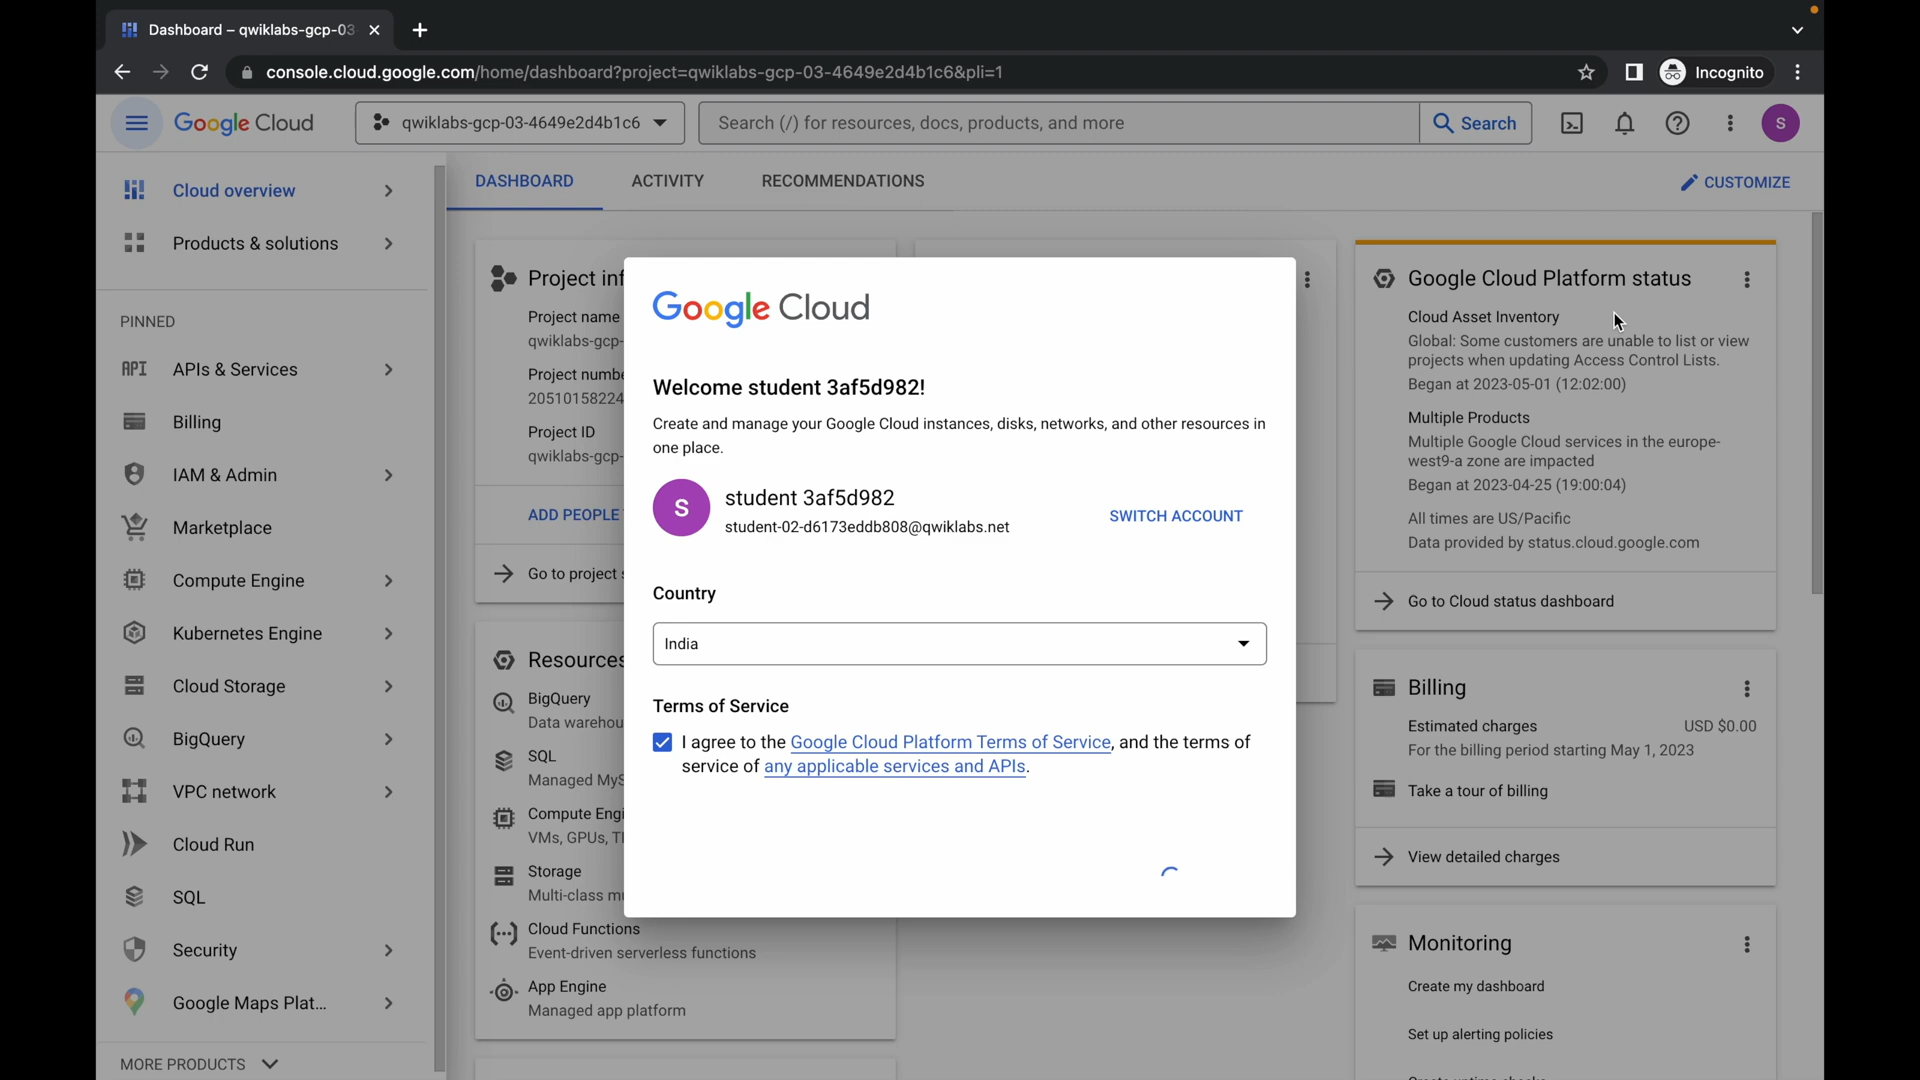 Dashboard – qwiklabs-gcp-03
console.cloud.google.com/home/dashboard?project=qwiklabs-gcp-03-4649e2d4b1c6&pli=1
Incognito
Google Cloud
qwiklabs-gcp-03-4649e2d4b1c6
Search (/) for resources, docs, products, and more
Search
S
Cloud overview
Products & solutions
PINNED
API
APIs & Services
Billing
IAM & Admin
Marketplace
Compute Engine
Kubernetes Engine
Cloud Storage
BigQuery
VPC network
Cloud Run
SQL
Security
Google Maps Plat...
MORE PRODUCTS
DASHBOARD
ACTIVITY
RECOMMENDATIONS
CUSTOMIZE
Project inf
Project name
qwiklabs-gcp-
Project numbe
20510158224
Project ID
qwiklabs-gcp-
ADD PEOPLE
Go to project s
Resources
BigQuery
Data warehou
SQL
Managed MyS
Compute Engi
VMs, GPUs, T
Storage
Multi-class mu
Cloud Functions
Event-driven serverless functions
App Engine
Managed app platform
Google Cloud
Welcome student 3af5d982!
Create and manage your Google Cloud instances, disks, networks, and other resources in
one place.
S
student 3af5d982
student-02-d6173eddb808@qwiklabs.net
SWITCH ACCOUNT
Country
India
Terms of Service
I agree to the Google Cloud Platform Terms of Service, and the terms of
service of any applicable services and APIs.
Google Cloud Platform status
Cloud Asset Inventory
Global: Some customers are unable to list or view
projects when updating Access Control Lists.
Began at 2023-05-01 (12:02:00)
Multiple Products
Multiple Google Cloud services in the europe-
west9-a zone are impacted
Began at 2023-04-25 (19:00:04)
All times are US/Pacific
Data provided by status.cloud.google.com
Go to Cloud status dashboard
Billing
Estimated charges
USD $0.00
For the billing period starting May 1, 2023
Take a tour of billing
View detailed charges
Monitoring
Create my dashboard
Set up alerting policies